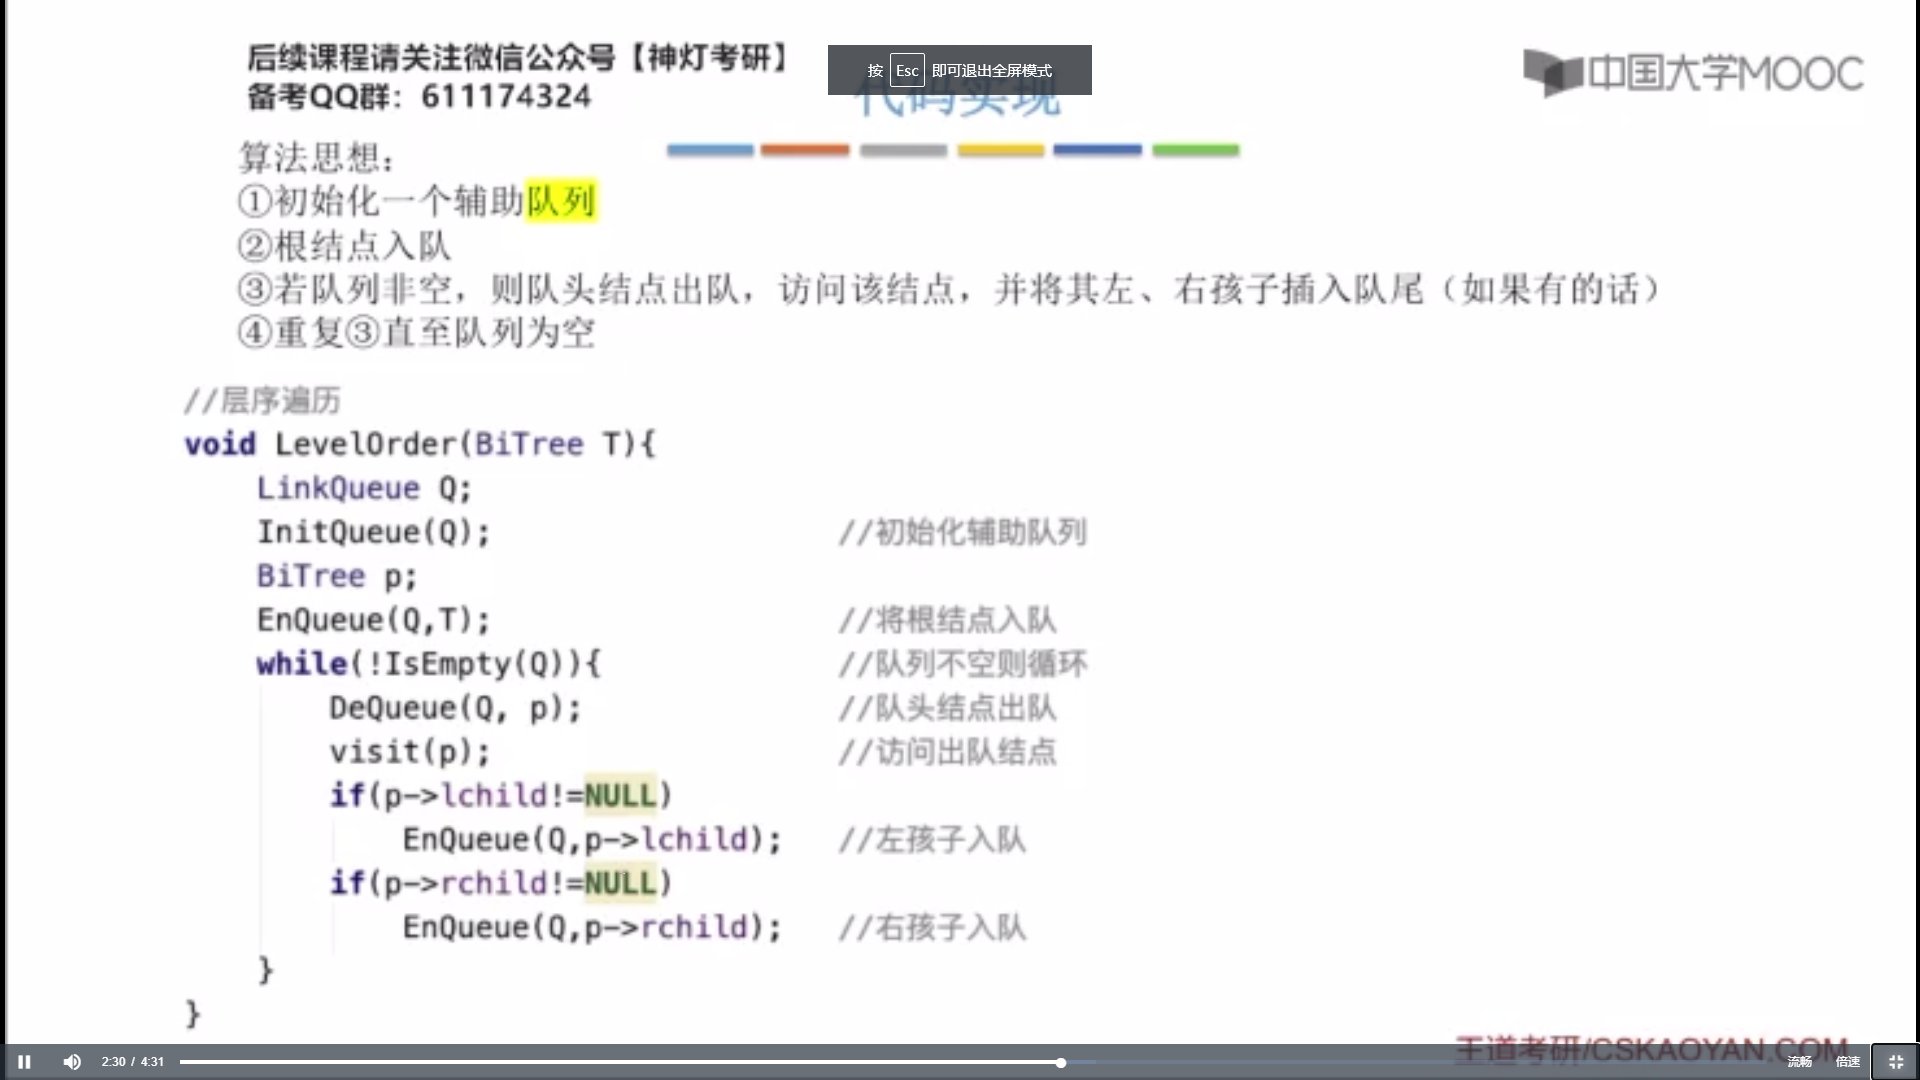 后续课程请关注微信公众号【神灯考研】
备考QQ群：611174324
按 Esc 即可退出全屏模式
代码实现
中国大学MOOC
算法思想：
①初始化一个辅助队列
②根结点入队
③若队列非空，则队头结点出队，访问该结点，并将其左、右孩子插入队尾（如果有的话）
④重复③直至队列为空
//层序遍历
void LevelOrder(BiTree T){
LinkQueue Q;
InitQueue(Q); //初始化辅助队列
BiTree p;
EnQueue(Q,T); //将根结点入队
while(!IsEmpty(Q)){ //队列不空则循环
DeQueue(Q, p); //队头结点出队
visit(p); //访问出队结点
if(p->lchild!=NULL)
EnQueue(Q,p->lchild); //左孩子入队
if(p->rchild!=NULL)
EnQueue(Q,p->rchild); //右孩子入队
}
}
王道考研/CSKAOYAN.COM
2:30 / 4:31
流畅 倍速